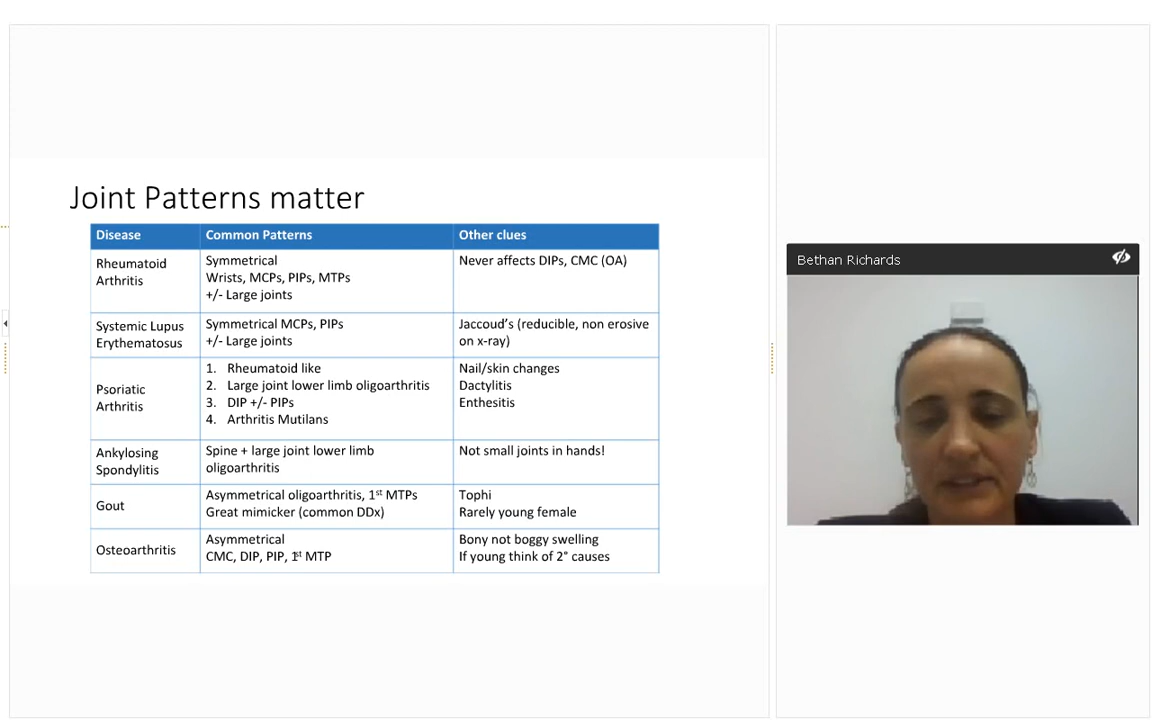 Joint Patterns matter
Disease
Common Patterns
Other clues
Rheumatoid
Arthritis
Symmetrical
Wrists, MCPs, PIPs, MTPs
+/- Large joints
Never affects DIPs, CMC (OA)
Systemic Lupus
Erythematosus
Symmetrical MCPs, PIPs
+/- Large joints
Jaccoud's (reducible, non erosive
on x-ray)
Psoriatic
Arthritis
1. Rheumatoid like
2. Large joint lower limb oligoarthritis
3. DIP +/- PIPs
4. Arthritis Mutilans
Nail/skin changes
Dactylitis
Enthesitis
Ankylosing
Spondylitis
Spine + large joint lower limb
oligoarthritis
Not small joints in hands!
Gout
Asymmetrical oligoarthritis, 1st MTPs
Great mimicker (common DDx)
Tophi
Rarely young female
Osteoarthritis
Asymmetrical
CMC, DIP, PIP, 1st MTP
Bony not boggy swelling
If young think of 2° causes
Bethan Richards